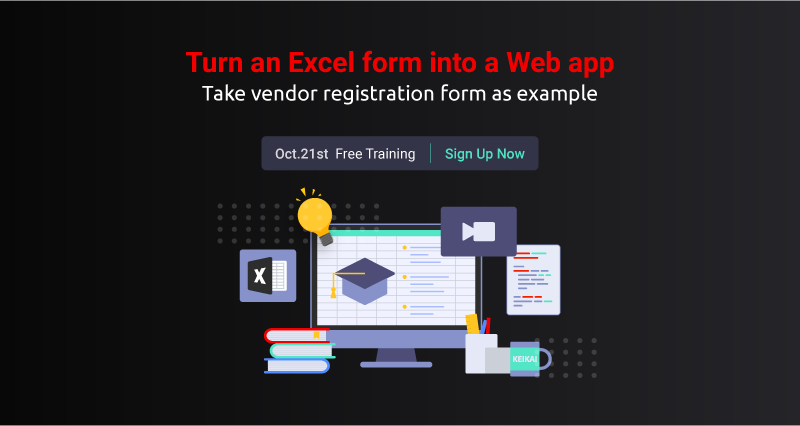 Turn an Excel form into a Web app
Take vendor registration form as example
Oct.21st Free Training | Sign Up Now
X
KEIKAI